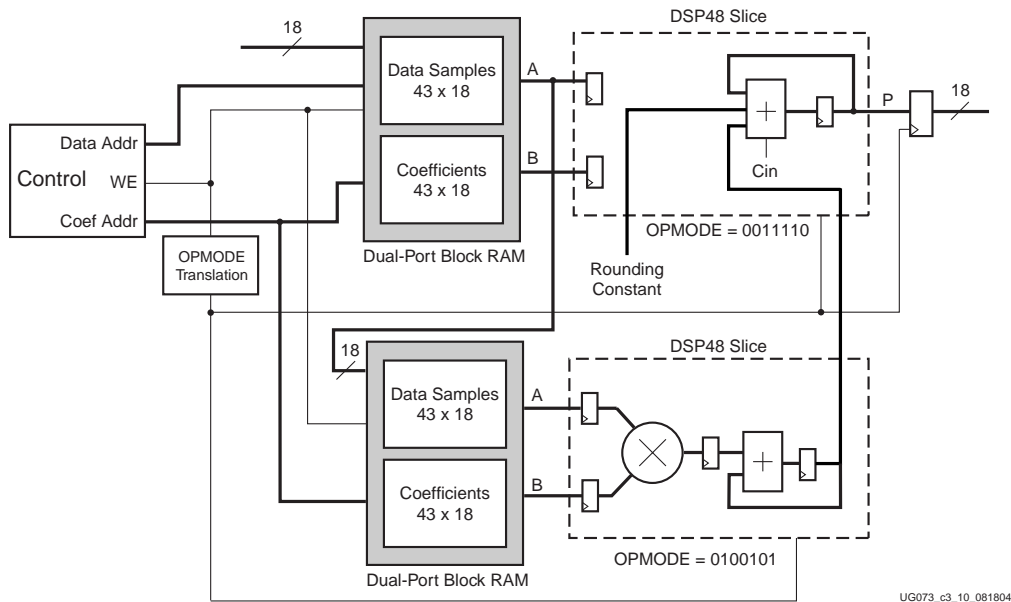 DSP48 Slice
18
Data Samples
43 x 18
A
P
18
Cin
Coefficients
43 x 18
B
Control
Data Addr
WE
Coef Addr
OPMODE
Translation
Dual-Port Block RAM
OPMODE = 0011110
Rounding
Constant
18
DSP48 Slice
Data Samples
43 x 18
A
Coefficients
43 x 18
B
Dual-Port Block RAM
OPMODE = 0100101
UG073_c3_10_081804